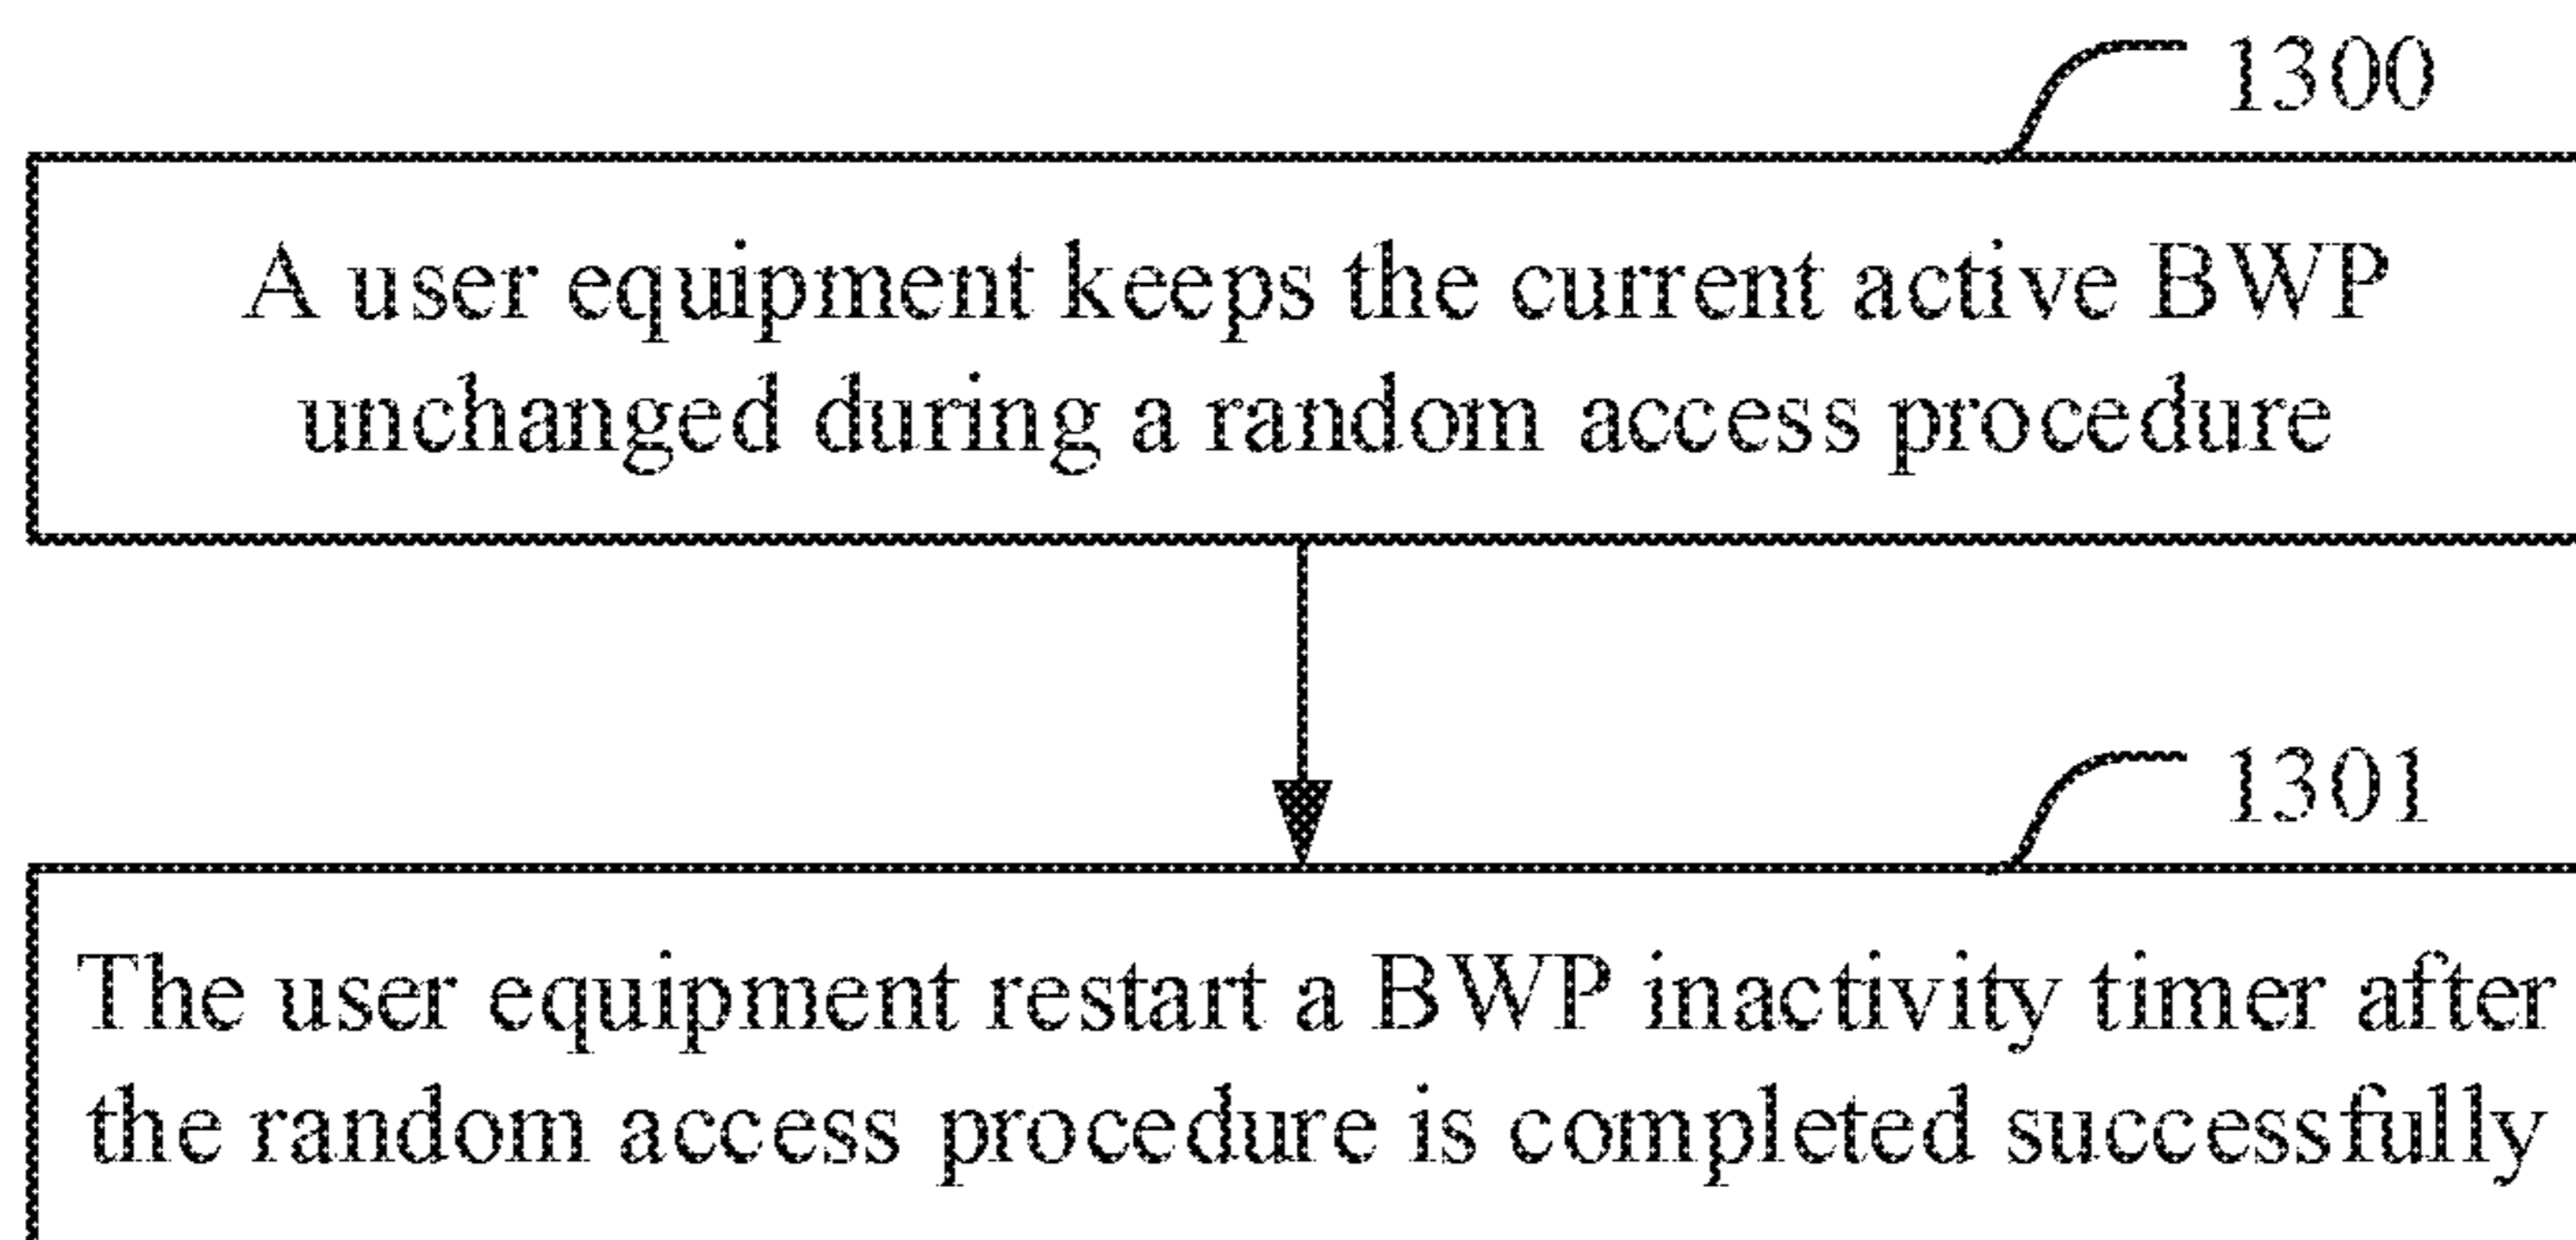 1300
A user equipment keeps the current active BWP
unchanged during a random access procedure
1301
The user equipment restart a BWP inactivity timer after
the random access procedure is completed successfully